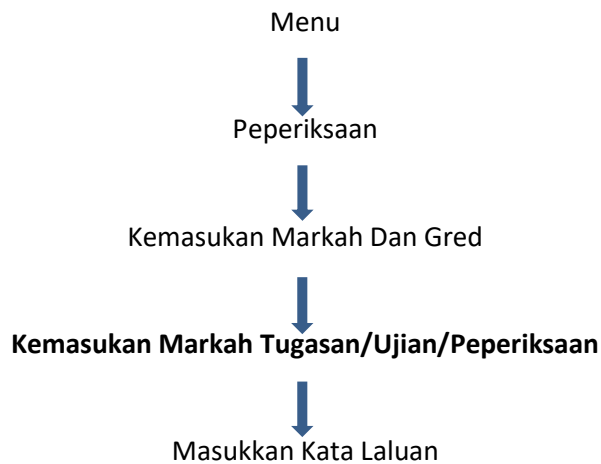 Menu
Peperiksaan
Kemasukan Markah Dan Gred
Kemasukan Markah Tugasan/Ujian/Peperiksaan
Masukkan Kata Laluan